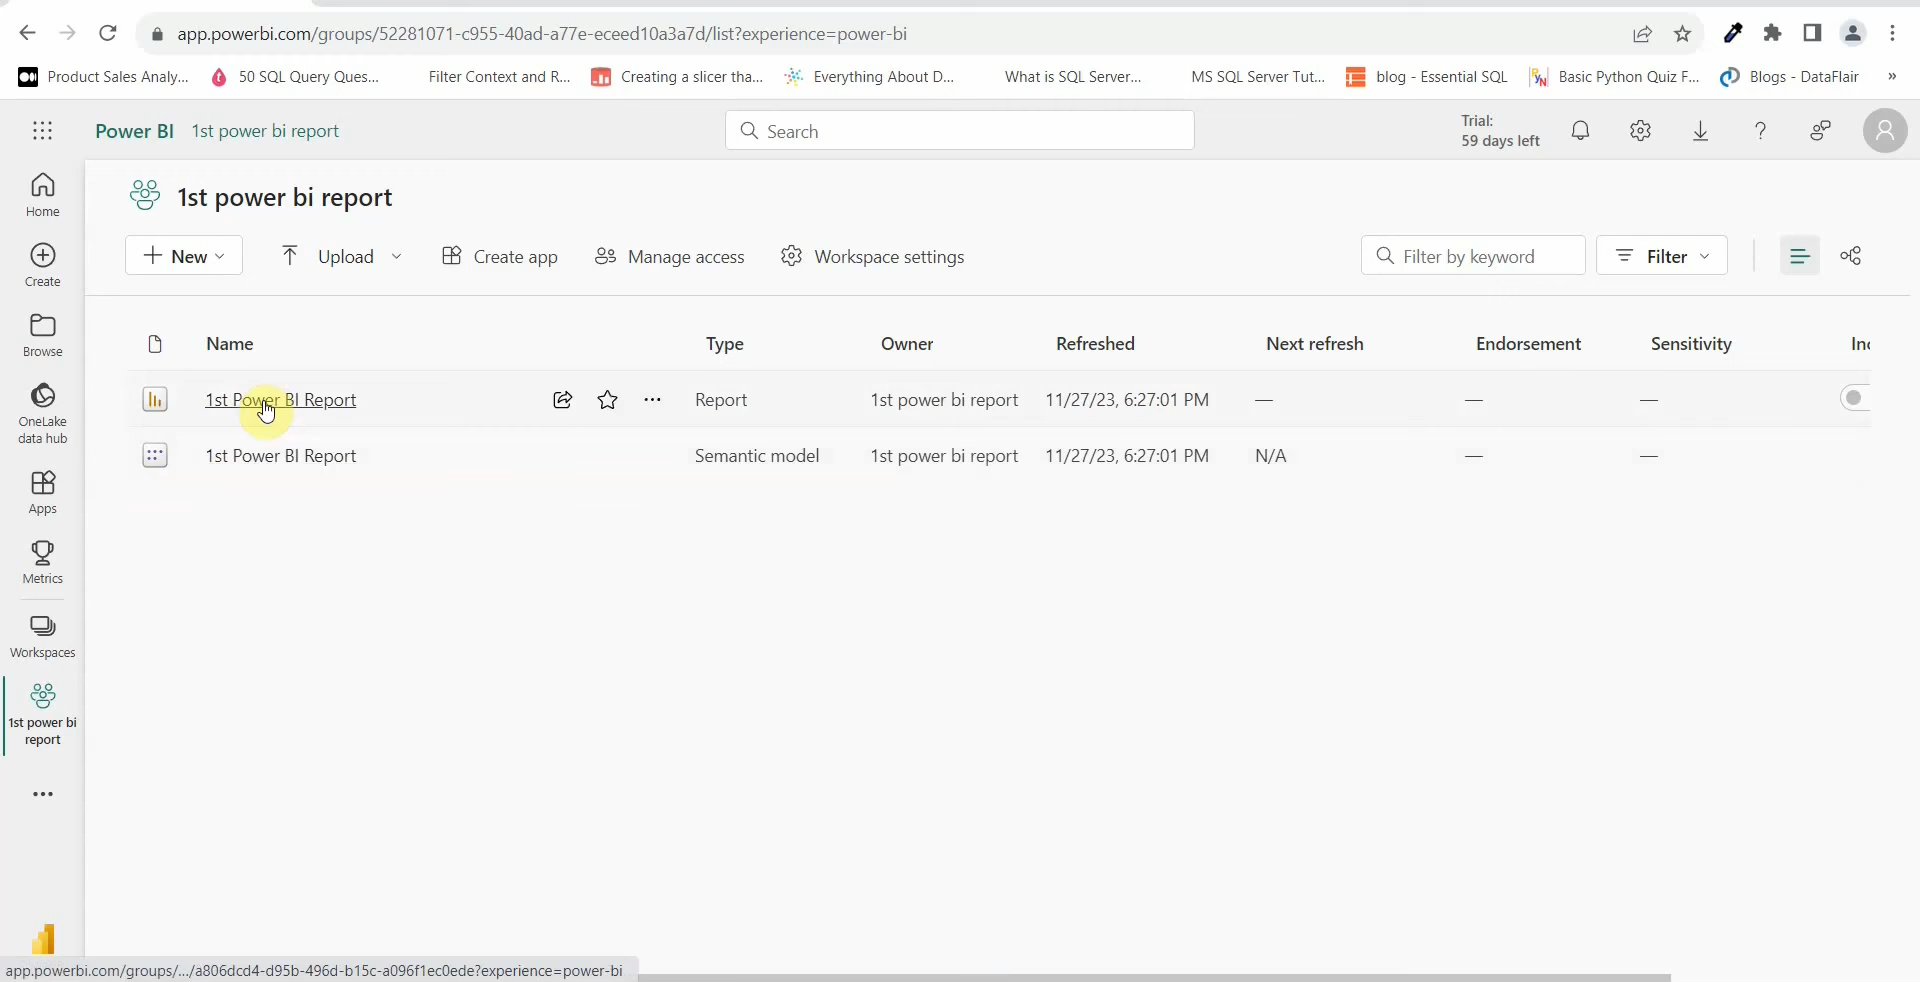 app.powerbi.com/groups/52281071-c955-40ad-a77e-eceed10a3a7d/list?experience=power-bi
Product Sales Analy... 50 SQL Query Ques... Filter Context and R... Creating a slicer tha... Everything About D... What is SQL Server... MS SQL Server Tut... blog - Essential SQL Basic Python Quiz F... Blogs - DataFlair »
Power BI 1st power bi report Search Trial: 59 days left
Home
Create
Browse
OneLake data hub
Apps
Metrics
Workspaces
1st power bi report
1st power bi report
New Upload Create app Manage access Workspace settings Filter by keyword Filter
Name Type Owner Refreshed Next refresh Endorsement Sensitivity Inc
1st Power BI Report Report 1st power bi report 11/27/23, 6:27:01 PM — — —
1st Power BI Report Semantic model 1st power bi report 11/27/23, 6:27:01 PM N/A — —
app.powerbi.com/groups/.../a806dcd4-d95b-496d-b15c-a096f1ec0ede?experience=power-bi